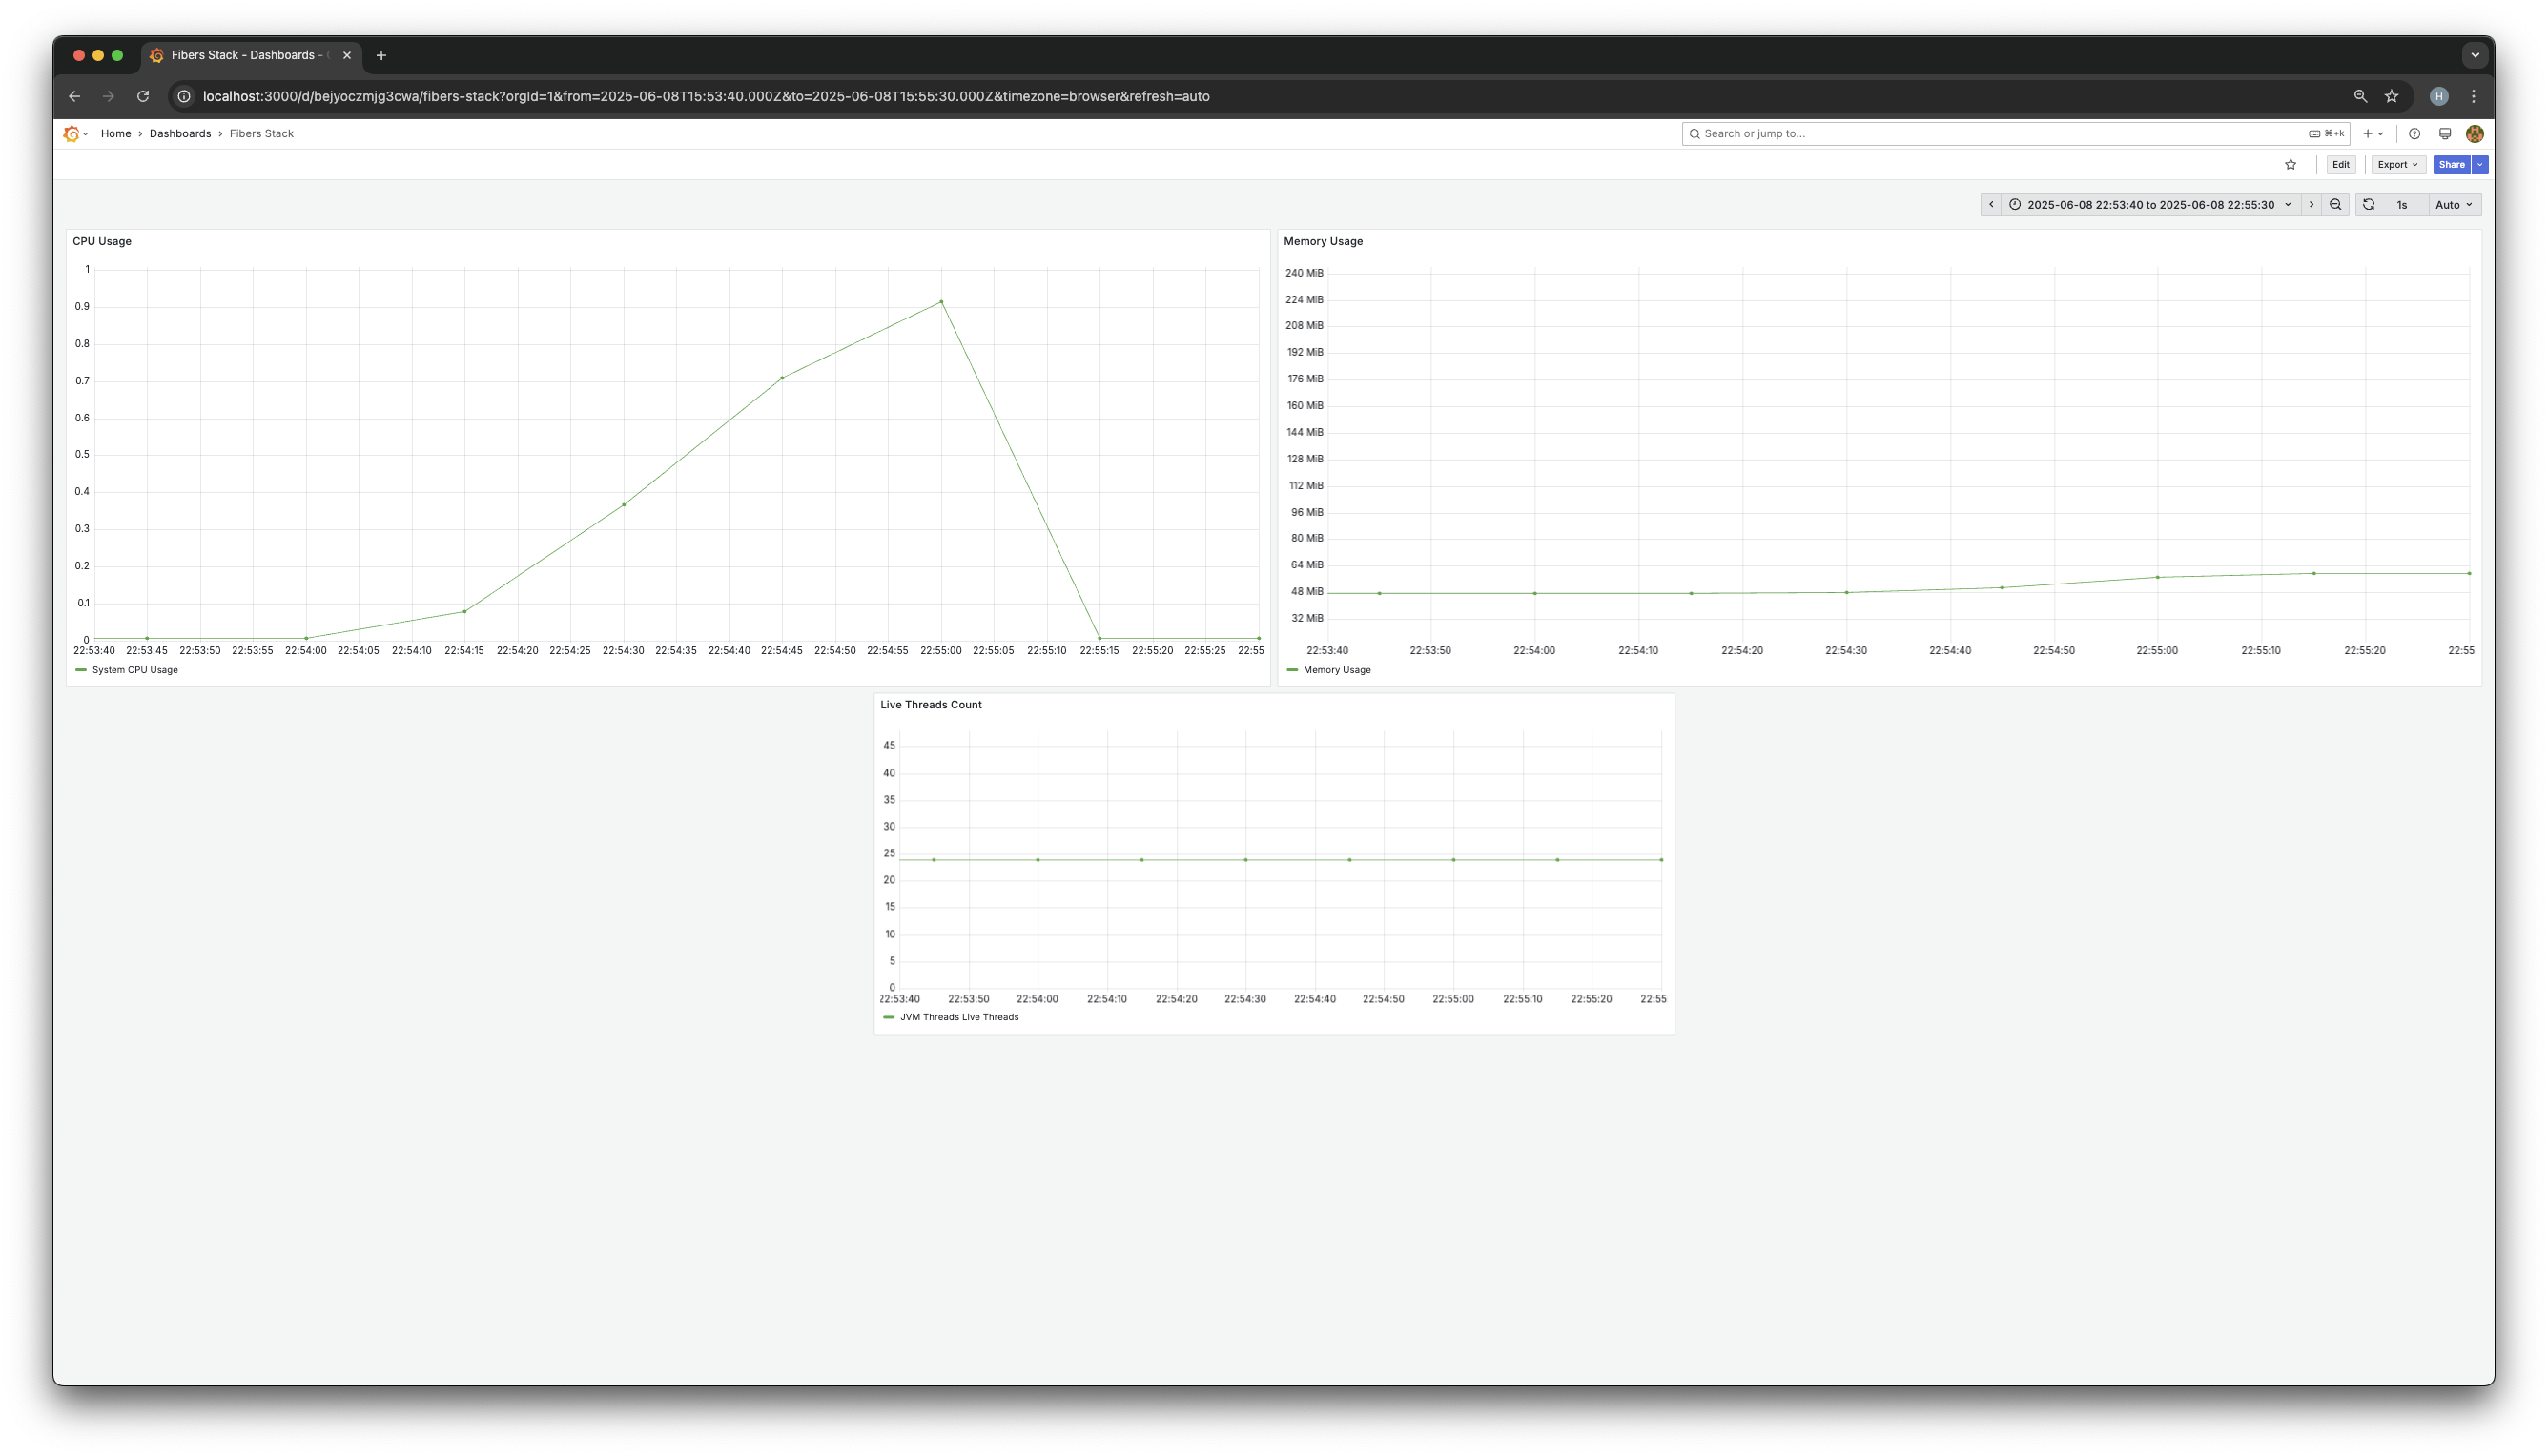 Fibers Stack - Dashboards -
localhost:3000/d/bejyoczmjg3cwa/fibers-stack?orgId=1&from=2025-06-08T15:53:40.000Z&to=2025-06-08T15:55:30.000Z&timezone=browser&refresh=auto
H
Home › Dashboards › Fibers Stack
Search or jump to...
⌘+k
Edit
Export
Share
2025-06-08 22:53:40 to 2025-06-08 22:55:30
1s
Auto
CPU Usage
1
0.9
0.8
0.7
0.6
0.5
0.4
0.3
0.2
0.1
0
22:53:40 22:53:45 22:53:50 22:53:55 22:54:00 22:54:05 22:54:10 22:54:15 22:54:20 22:54:25 22:54:30 22:54:35 22:54:40 22:54:45 22:54:50 22:54:55 22:55:00 22:55:05 22:55:10 22:55:15 22:55:20 22:55:25 22:55
System CPU Usage
Memory Usage
240 MiB
224 MiB
208 MiB
192 MiB
176 MiB
160 MiB
144 MiB
128 MiB
112 MiB
96 MiB
80 MiB
64 MiB
48 MiB
32 MiB
22:53:40 22:53:50 22:54:00 22:54:10 22:54:20 22:54:30 22:54:40 22:54:50 22:55:00 22:55:10 22:55:20 22:55
Memory Usage
Live Threads Count
45
40
35
30
25
20
15
10
5
0
22:53:40 22:53:50 22:54:00 22:54:10 22:54:20 22:54:30 22:54:40 22:54:50 22:55:00 22:55:10 22:55:20 22:55
JVM Threads Live Threads